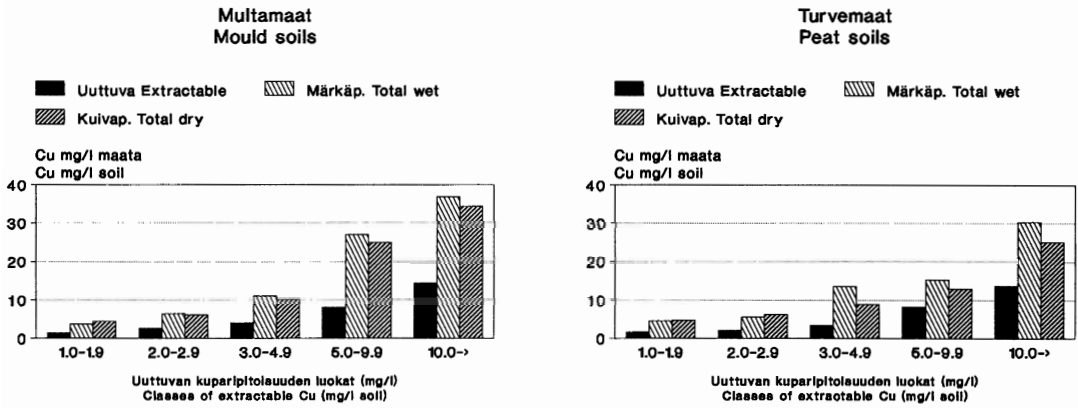 Multamaat
Mould soils
Uuttuva Extractable
Märkäp. Total wet
Kuivap. Total dry
Cu mg/l maata
Cu mg/l soil
40
30
20
10
0
1.0-1.9 2.0-2.9 3.0-4.9 5.0-9.9 10.0->
Uuttuvan kuparipitoisuuden luokat (mg/l)
Classes of extractable Cu (mg/l soil)
Turvemaat
Peat soils
Uuttuva Extractable
Märkäp. Total wet
Kuivap. Total dry
Cu mg/l maata
Cu mg/l soil
40
30
20
10
0
1.0-1.9 2.0-2.9 3.0-4.9 5.0-9.9 10.0->
Uuttuvan kuparipitoisuuden luokat (mg/l)
Classes of extractable Cu (mg/l soil)